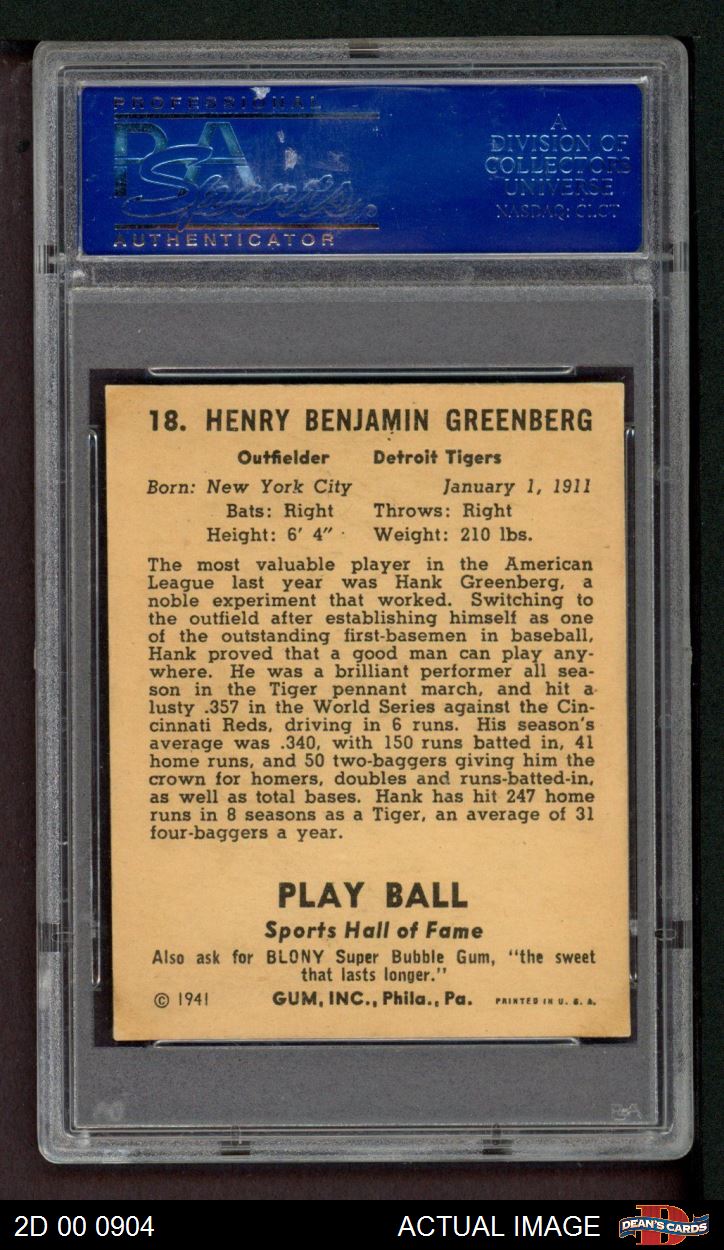 PROFESSIONAL
PSA
Sports
AUTHENTICATOR
A
DIVISION OF
COLLECTORS
UNIVERSE
NASDAQ: CLCT
18. HENRY BENJAMIN GREENBERG
Outfielder Detroit Tigers
Born: New York City January 1, 1911
Bats: Right Throws: Right
Height: 6' 4" Weight: 210 lbs.
The most valuable player in the American
League last year was Hank Greenberg, a
noble experiment that worked. Switching to
the outfield after establishing himself as one
of the outstanding first-basemen in baseball,
Hank proved that a good man can play any-
where. He was a brilliant performer all sea-
son in the Tiger pennant march, and hit a
lusty .357 in the World Series against the Cin-
cinnati Reds, driving in 6 runs. His season's
average was .340, with 150 runs batted in, 41
home runs, and 50 two-baggers giving him the
crown for homers, doubles and runs-batted-in,
as well as total bases. Hank has hit 247 home
runs in 8 seasons as a Tiger, an average of 31
four-baggers a year.
PLAY BALL
Sports Hall of Fame
Also ask for BLONY Super Bubble Gum, "the sweet
that lasts longer."
© 1941 GUM, INC., Phila., Pa. PRINTED IN U. S. A.
PSA
2D 00 0904 ACTUAL IMAGE DEAN'S CARDS